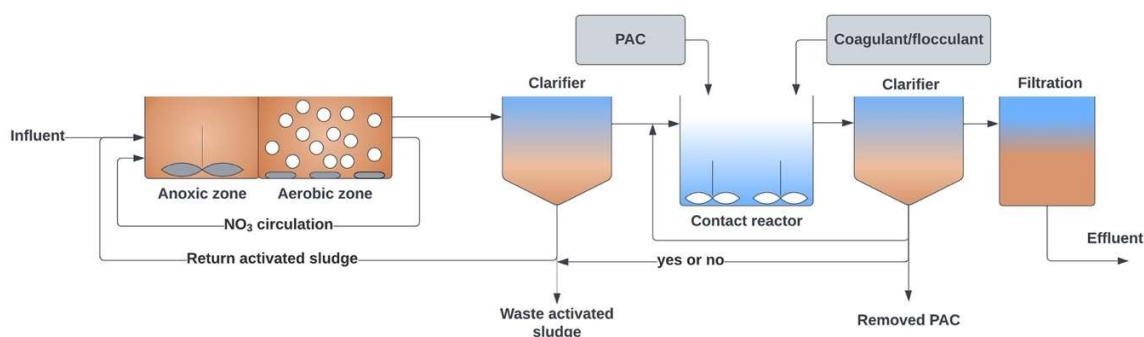 PAC
Coagulant/flocculant
Clarifier
Clarifier
Filtration
Influent
Anoxic zone
Aerobic zone
Contact reactor
NO₃ circulation
Effluent
Return activated sludge
yes or no
Waste activated
sludge
Removed PAC